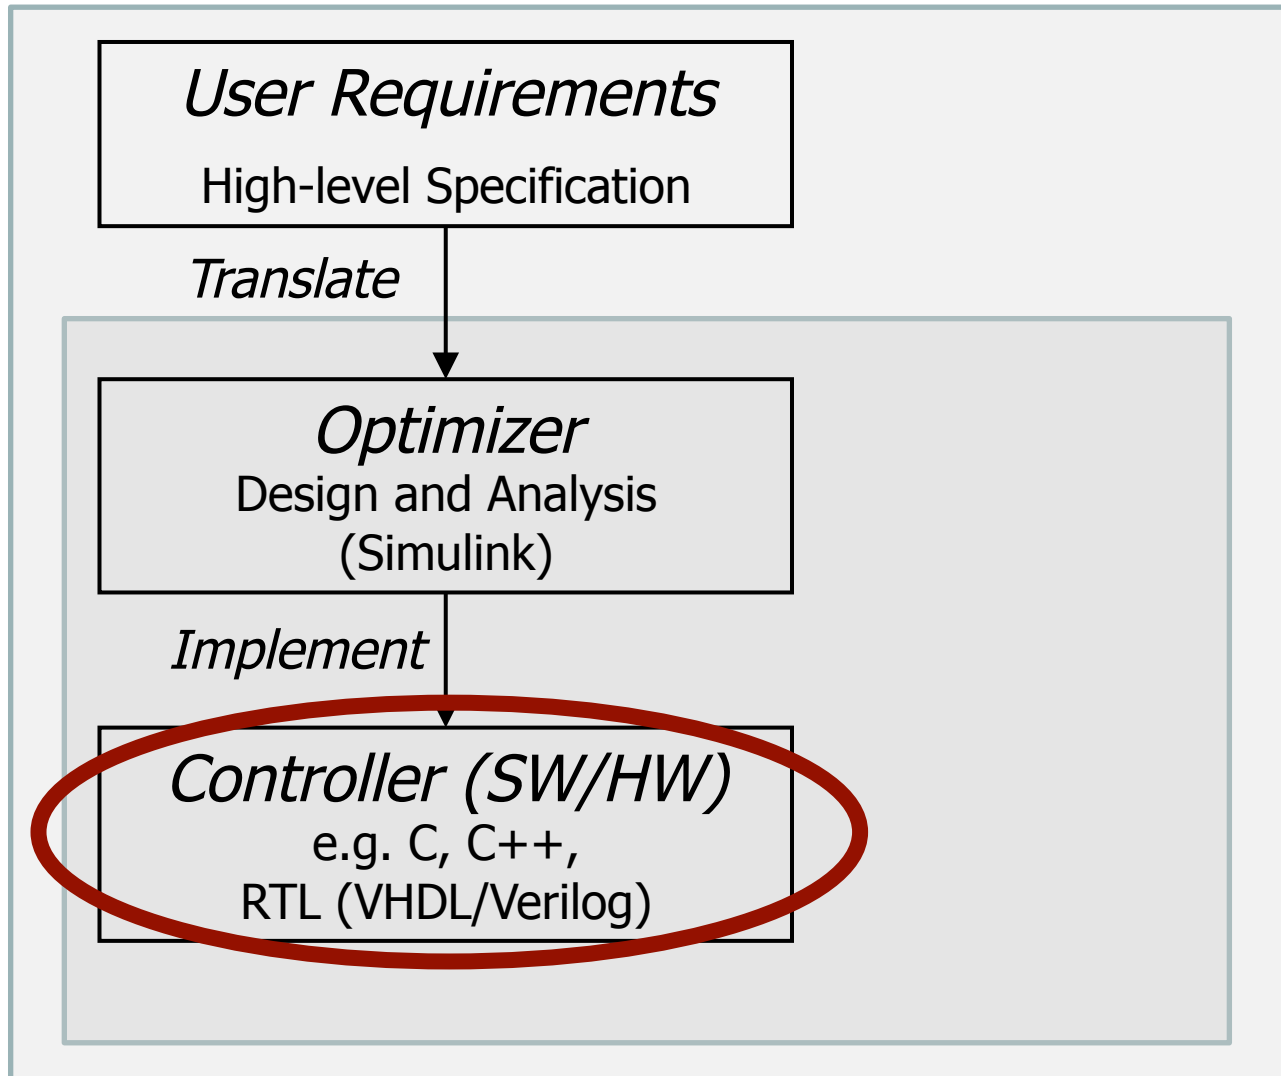 User Requirements
High-level Specification
Translate
Optimizer
Design and Analysis
(Simulink)
Implement
Controller (SW/HW)
e.g. C, C++,
RTL (VHDL/Verilog)